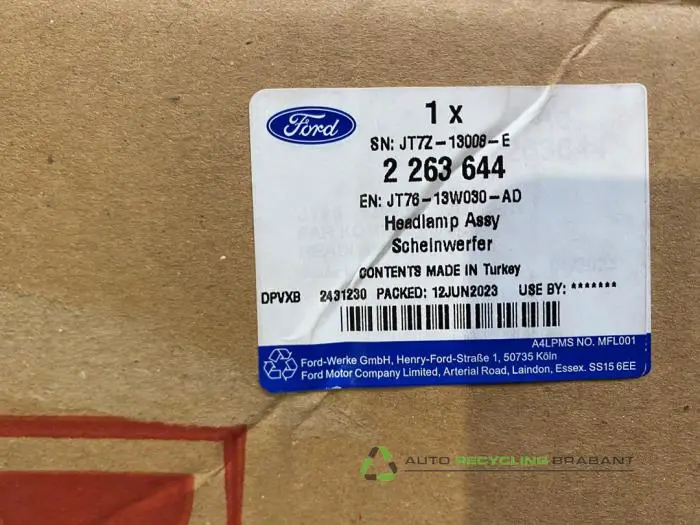 Ford
1 x
SN: JT7Z-13008-E
2 263 644
EN: JT76-13W030-AD
Headlamp Assy
Scheinwerfer
CONTENTS MADE IN Turkey
DPVXB 2431230 PACKED: 12JUN2023 USE BY: *******
A4LPMS NO. MFL001
Ford-Werke GmbH, Henry-Ford-Straße 1, 50735 Köln
Ford Motor Company Limited, Arterial Road, Laindon, Essex. SS15 6EE
AUTO RECYCLING BRABANT